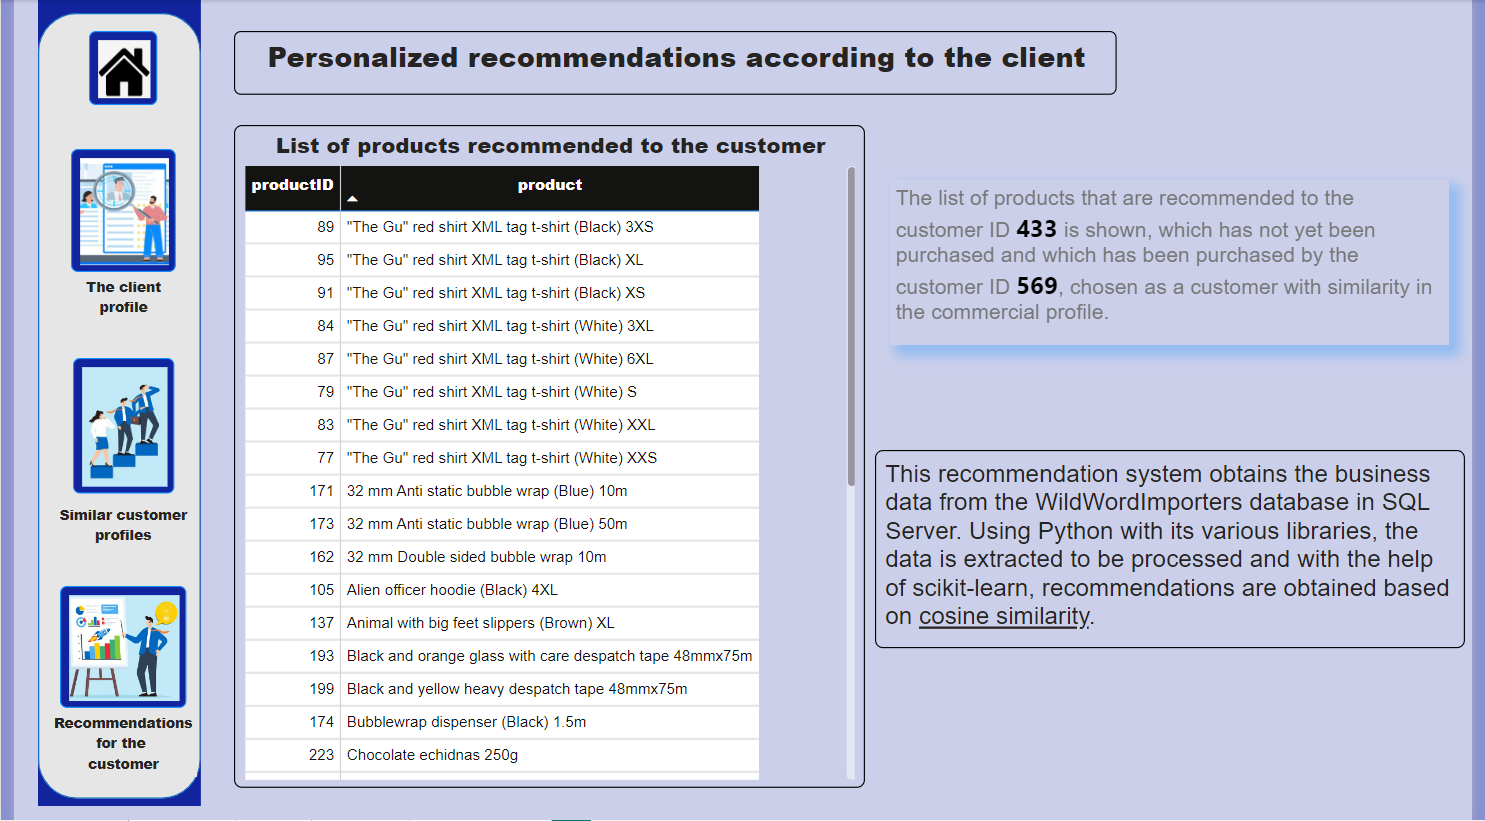 Personalized recommendations according to the client
The client
profile
Similar customer
profiles
Recommendations
for the
customer
List of products recommended to the customer
productID product
89 "The Gu" red shirt XML tag t-shirt (Black) 3XS
95 "The Gu" red shirt XML tag t-shirt (Black) XL
91 "The Gu" red shirt XML tag t-shirt (Black) XS
84 "The Gu" red shirt XML tag t-shirt (White) 3XL
87 "The Gu" red shirt XML tag t-shirt (White) 6XL
79 "The Gu" red shirt XML tag t-shirt (White) S
83 "The Gu" red shirt XML tag t-shirt (White) XXL
77 "The Gu" red shirt XML tag t-shirt (White) XXS
171 32 mm Anti static bubble wrap (Blue) 10m
173 32 mm Anti static bubble wrap (Blue) 50m
162 32 mm Double sided bubble wrap 10m
105 Alien officer hoodie (Black) 4XL
137 Animal with big feet slippers (Brown) XL
193 Black and orange glass with care despatch tape 48mmx75m
199 Black and yellow heavy despatch tape 48mmx75m
174 Bubblewrap dispenser (Black) 1.5m
223 Chocolate echidnas 250g
The list of products that are recommended to the
customer ID 433 is shown, which has not yet been
purchased and which has been purchased by the
customer ID 569, chosen as a customer with similarity in
the commercial profile.
This recommendation system obtains the business
data from the WildWordImporters database in SQL
Server. Using Python with its various libraries, the
data is extracted to be processed and with the help
of scikit-learn, recommendations are obtained based
on cosine similarity.